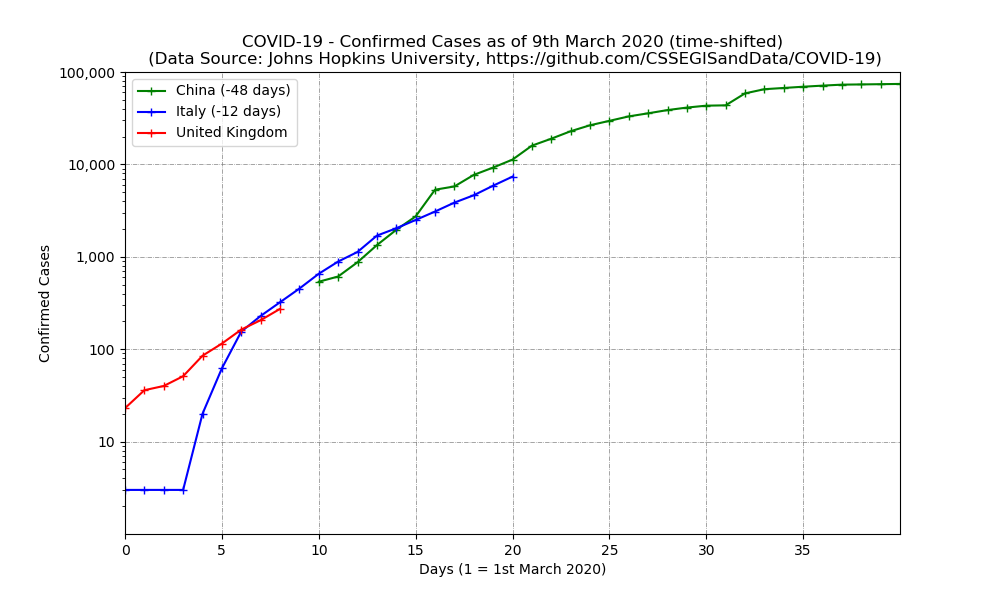 COVID-19 - Confirmed Cases as of 9th March 2020 (time-shifted)
(Data Source: Johns Hopkins University, https://github.com/CSSEGISandData/COVID-19)
China (-48 days)
Italy (-12 days)
United Kingdom
100,000
10,000
1,000
100
10
Confirmed Cases
0 5 10 15 20 25 30 35
Days (1 = 1st March 2020)